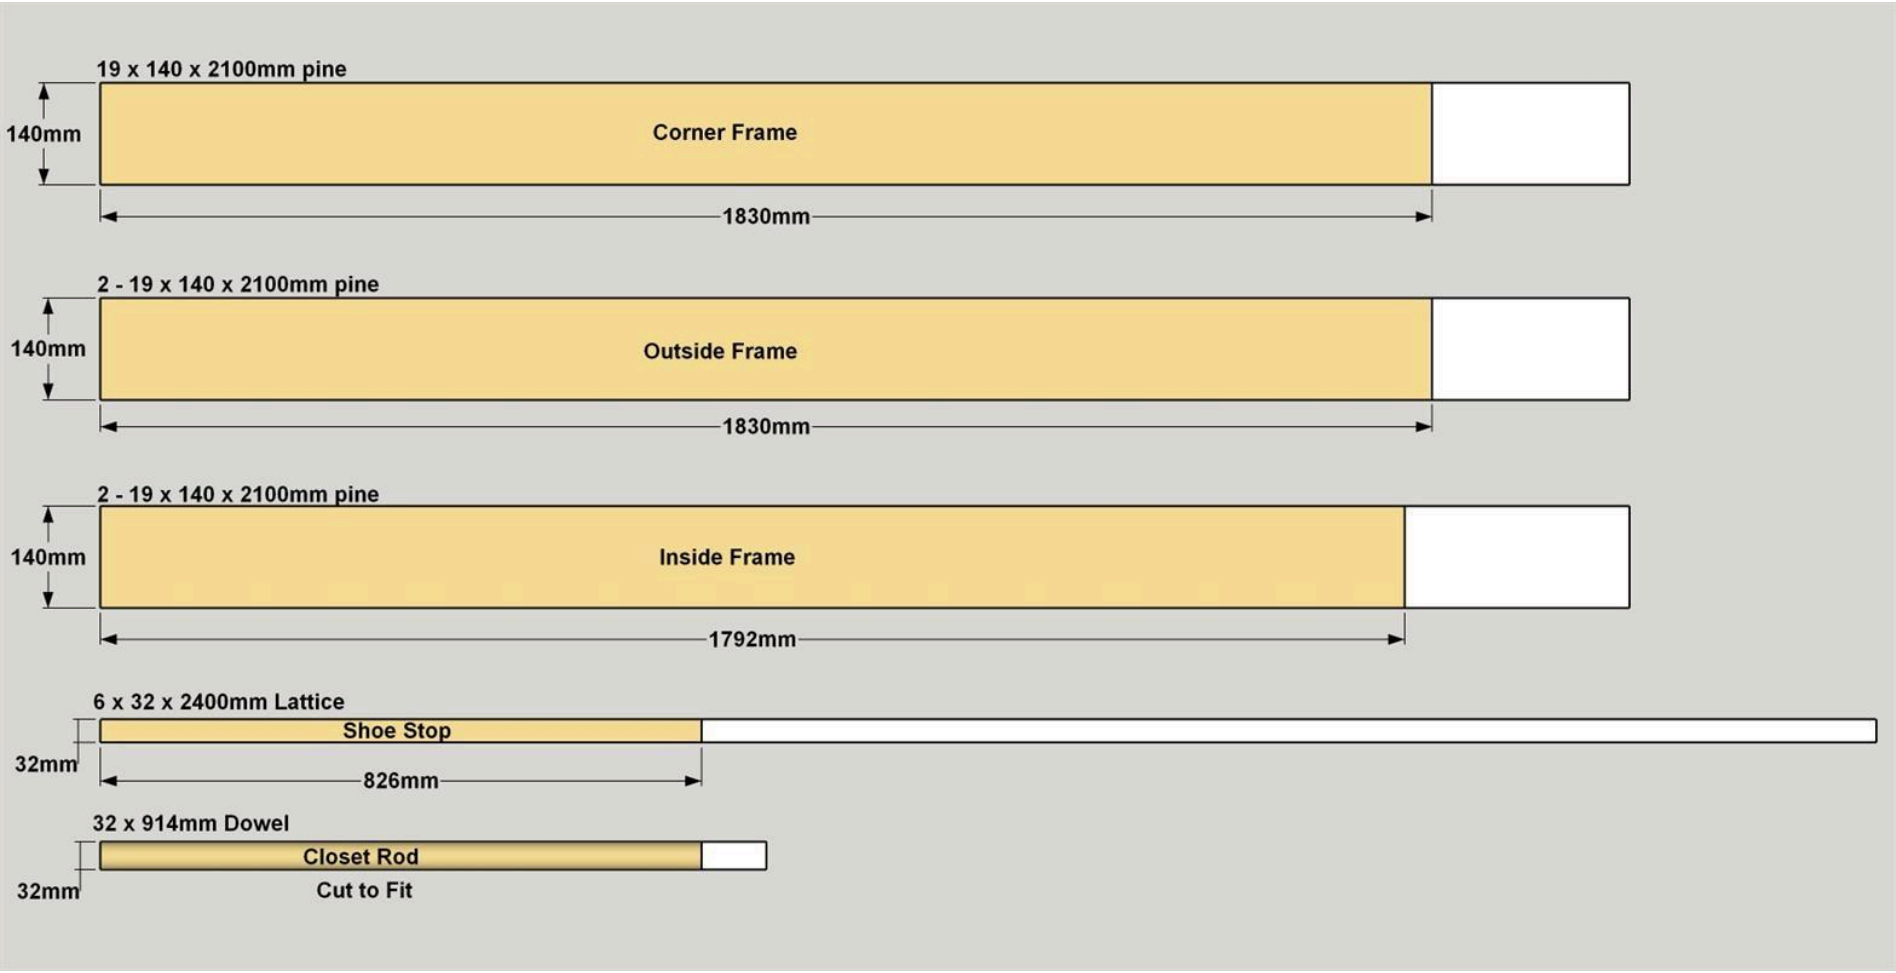 19 x 140 x 2100mm pine
140mm
Corner Frame
1830mm
2 - 19 x 140 x 2100mm pine
140mm
Outside Frame
1830mm
2 - 19 x 140 x 2100mm pine
140mm
Inside Frame
1792mm
6 x 32 x 2400mm Lattice
Shoe Stop
32mm
826mm
32 x 914mm Dowel
Closet Rod
32mm
Cut to Fit